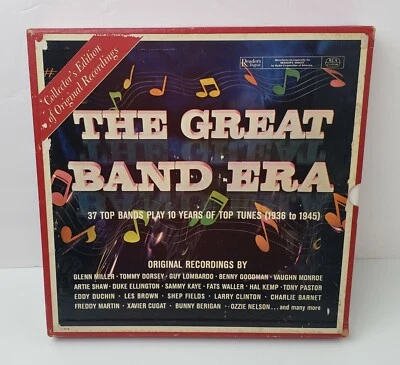 Collector's Edition
of Original Recordings
Reader's
Digest
RCA
THE GREAT
BAND ERA
37 TOP BANDS PLAY 10 YEARS OF TOP TUNES (1936 to 1945)
ORIGINAL RECORDINGS BY
GLENN MILLER · TOMMY DORSEY · GUY LOMBARDO · BENNY GOODMAN · VAUGHN MONROE
ARTIE SHAW · DUKE ELLINGTON · SAMMY KAYE · FATS WALLER · HAL KEMP · TONY PASTOR
EDDY DUCHIN · LES BROWN · SHEP FIELDS · LARRY CLINTON · CHARLIE BARNET
FREDDY MARTIN · XAVIER CUGAT · BUNNY BERIGAN · OZZIE NELSON...and many more